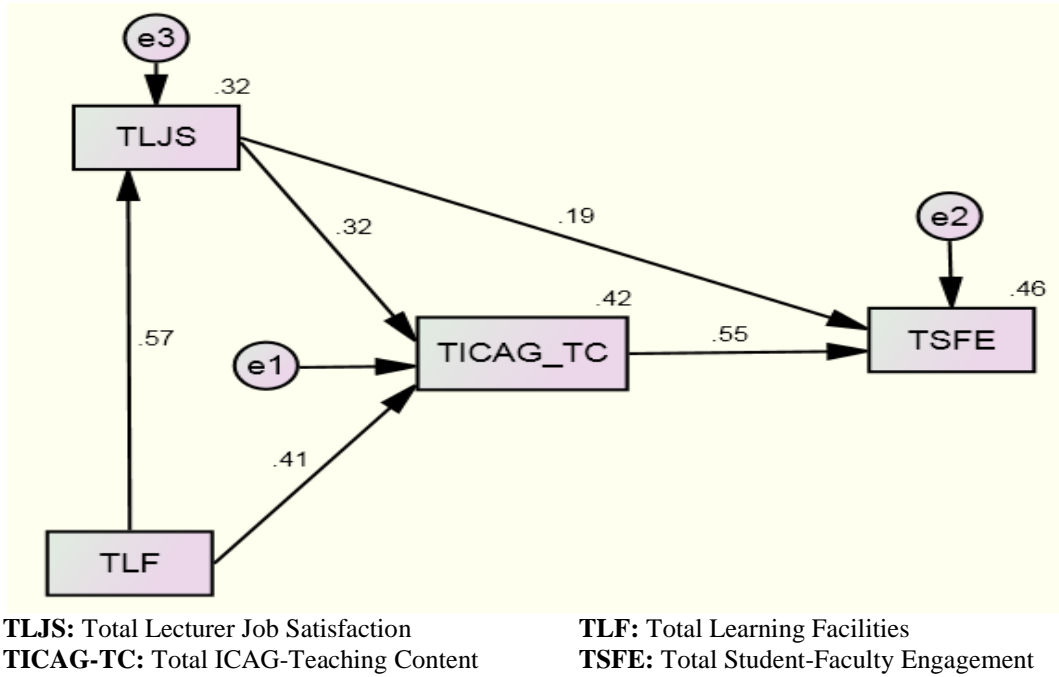 e3
.32
TLJS
.19
e2
.32
.46
.42
TSFE
.55
.57
TICAG_TC
e1
.41
TLF
TLJS: Total Lecturer Job Satisfaction
TLF: Total Learning Facilities
TICAG-TC: Total ICAG-Teaching Content
TSFE: Total Student-Faculty Engagement